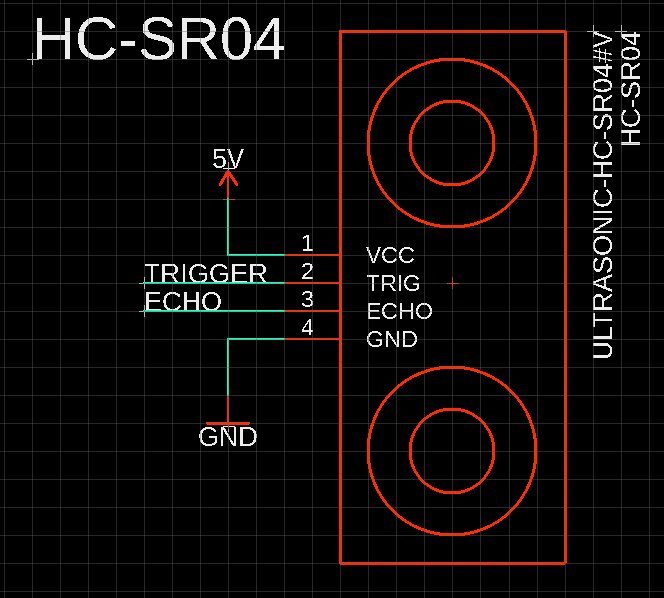 HC-SR04
ULTRASONIC-HC-SR04#V
HC-SR04
5V
1 VCC
TRIGGER 2 TRIG
ECHO 3 ECHO
4 GND
GND